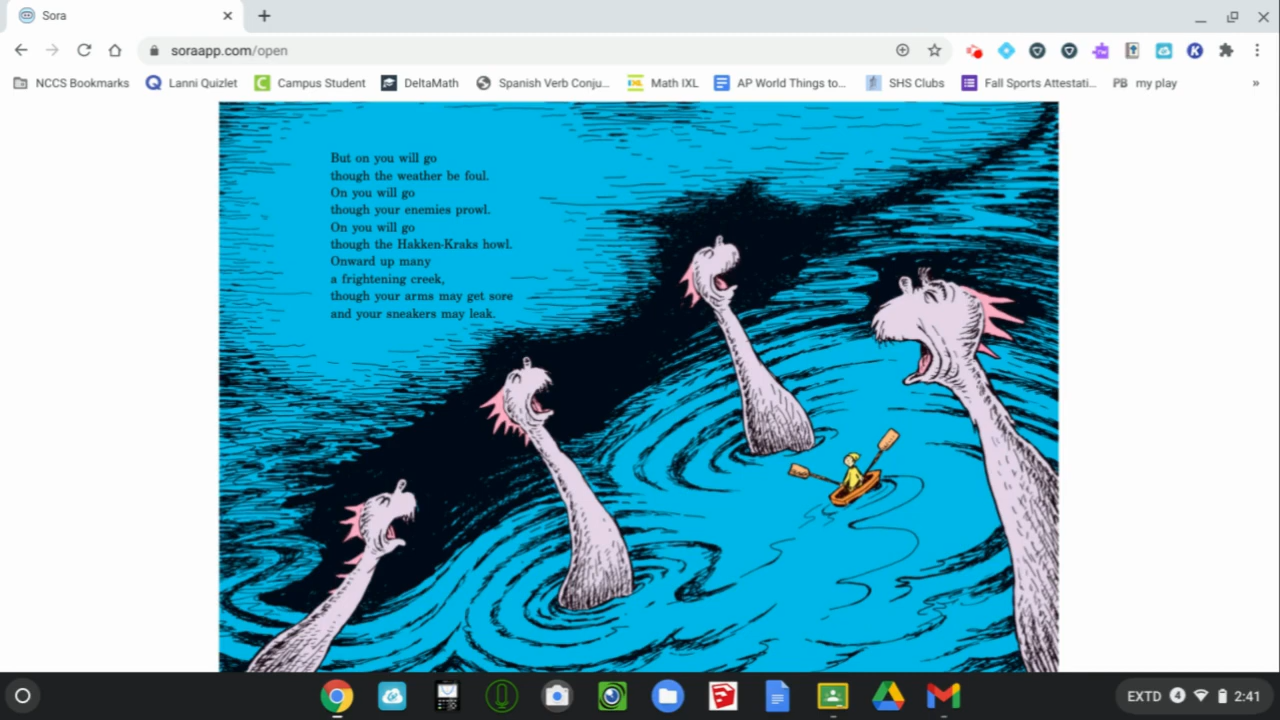 Sora
soraapp.com/open
NCCS Bookmarks
Lanni Quizlet
Campus Student
DeltaMath
Spanish Verb Conju...
Math IXL
AP World Things to...
SHS Clubs
Fall Sports Attestati...
PB my play
»
But on you will go
though the weather be foul.
On you will go
though your enemies prowl.
On you will go
though the Hakken-Kraks howl.
Onward up many
a frightening creek,
though your arms may get sore
and your sneakers may leak.
EXTD 4 2:41